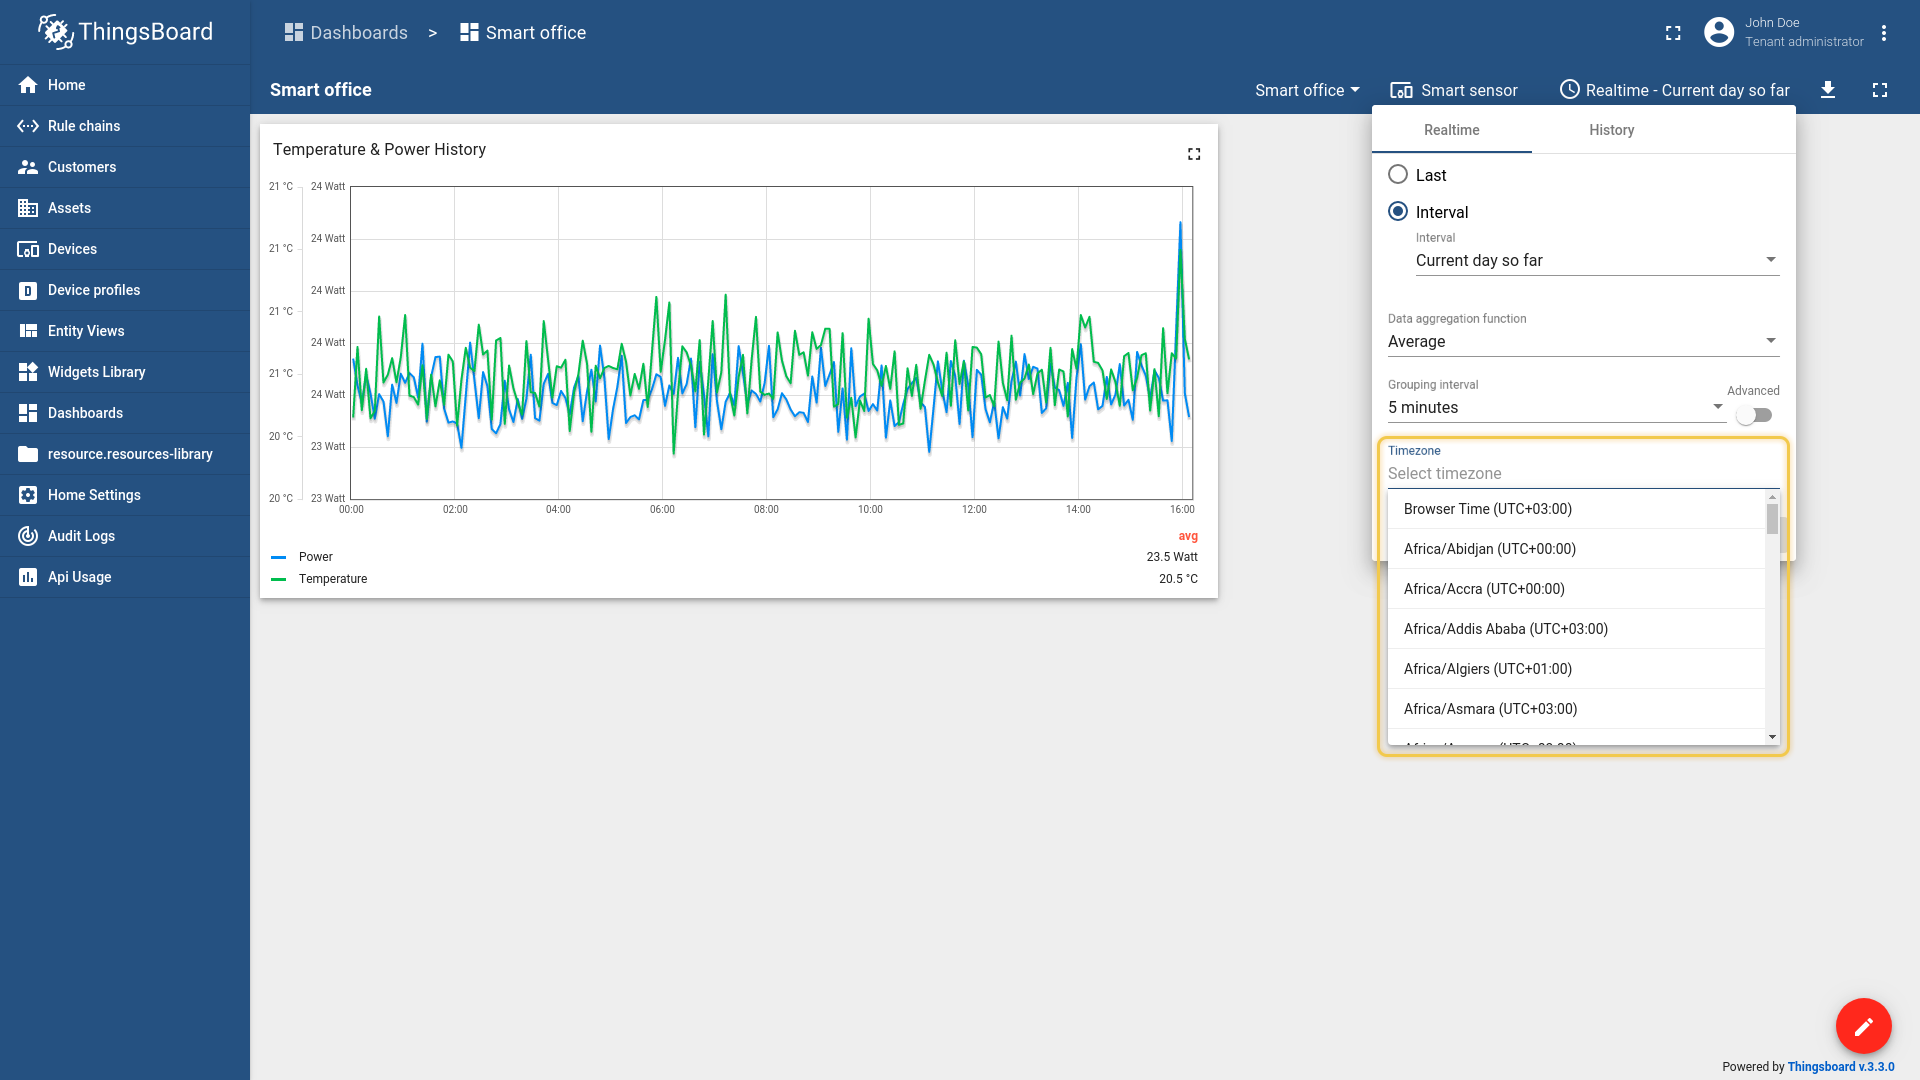 ThingsBoard
Dashboards > Smart office
John Doe
Tenant administrator
Home
Rule chains
Customers
Assets
Devices
Device profiles
Entity Views
Widgets Library
Dashboards
resource.resources-library
Home Settings
Audit Logs
Api Usage
Smart office
Smart office
Smart sensor
Realtime - Current day so far
Temperature & Power History
21 °C 24 Watt
24 Watt
21 °C
24 Watt
21 °C
24 Watt
21 °C
24 Watt
20 °C
23 Watt
20 °C 23 Watt
00:00 02:00 04:00 06:00 08:00 10:00 12:00 14:00 16:00
avg
Power 23.5 Watt
Temperature 20.5 °C
Realtime History
Last
Interval
Interval
Current day so far
Data aggregation function
Average
Grouping interval
Advanced
5 minutes
Timezone
Select timezone
Browser Time (UTC+03:00)
Africa/Abidjan (UTC+00:00)
Africa/Accra (UTC+00:00)
Africa/Addis Ababa (UTC+03:00)
Africa/Algiers (UTC+01:00)
Africa/Asmara (UTC+03:00)
Powered by Thingsboard v.3.3.0